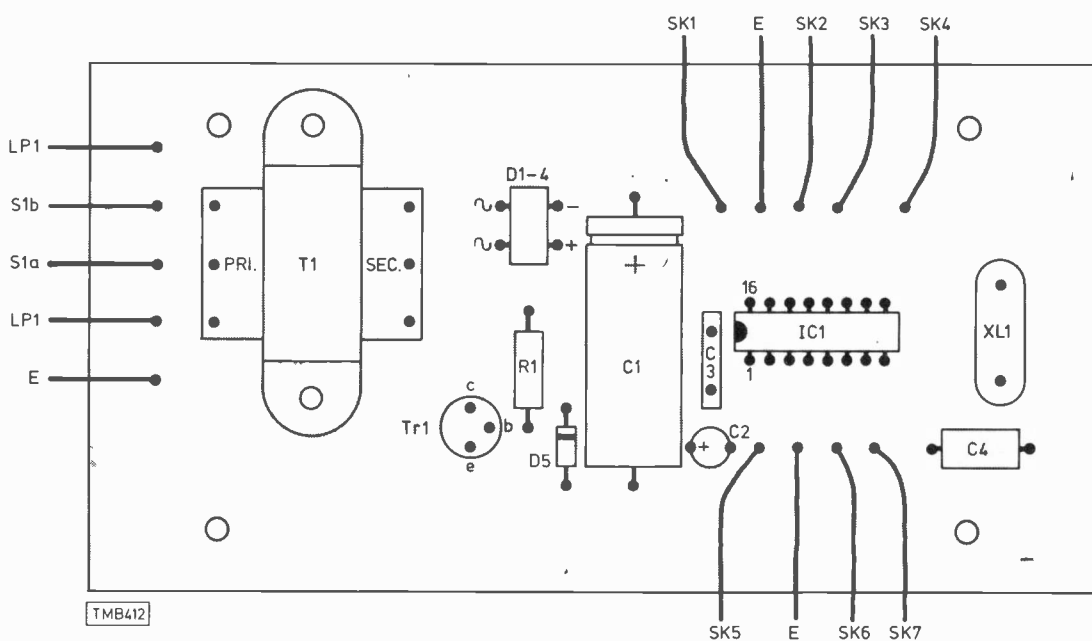 SK1 E SK2 SK3 SK4
LP1
S1b
S1a
LP1
E
PRI. T1 SEC.
D1-4
∿ -
∿ +
+
C1
R1
c
Tr1 b
e
D5
C3
+ C2
16
IC1
1
XL1
C4
TMB412
SK5 E SK6 SK7